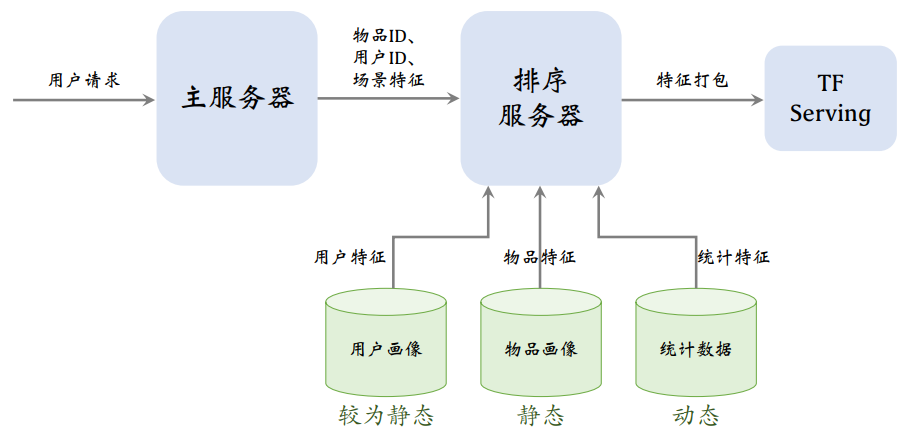 用户请求
主服务器
物品ID、
用户ID、
场景特征
排序
服务器
特征打包
TF
Serving
用户特征
物品特征
统计特征
用户画像
物品画像
统计数据
较为静态
静态
动态